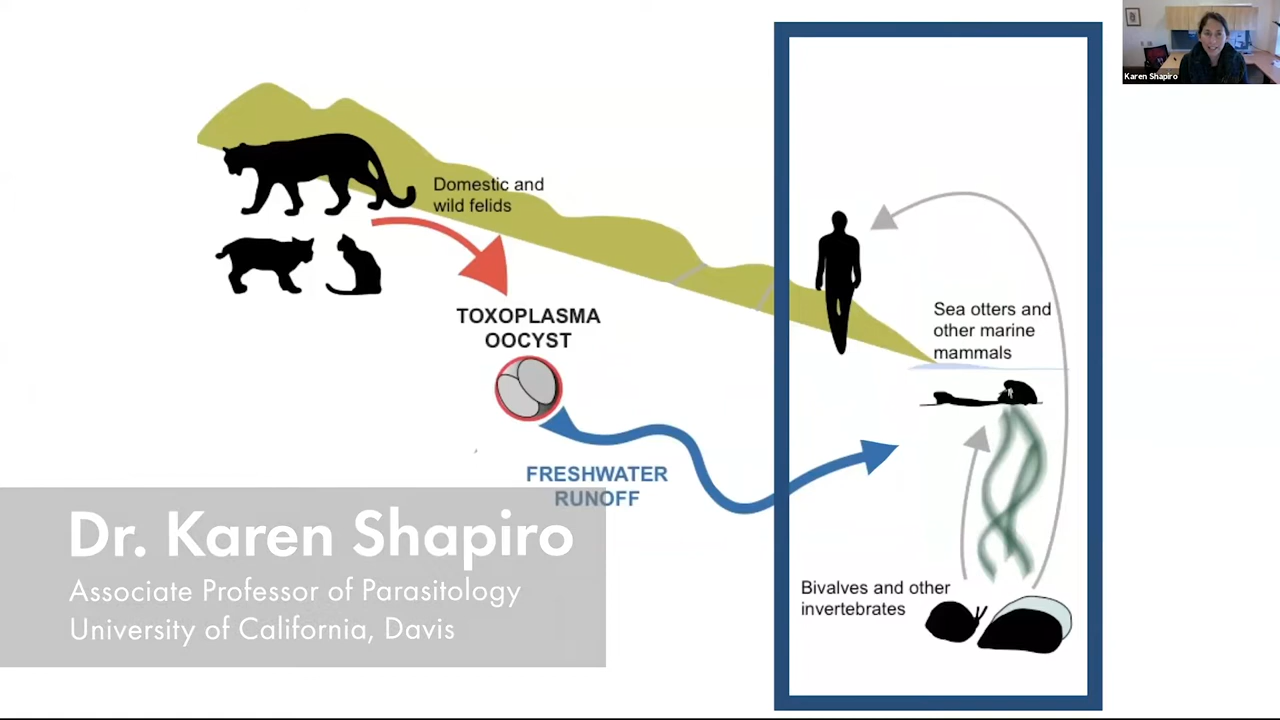 Karen Shapiro
Domestic and
wild felids
TOXOPLASMA
OOCYST
FRESHWATER
RUNOFF
Sea otters and
other marine
mammals
Bivalves and other
invertebrates
Dr. Karen Shapiro
Associate Professor of Parasitology
University of California, Davis